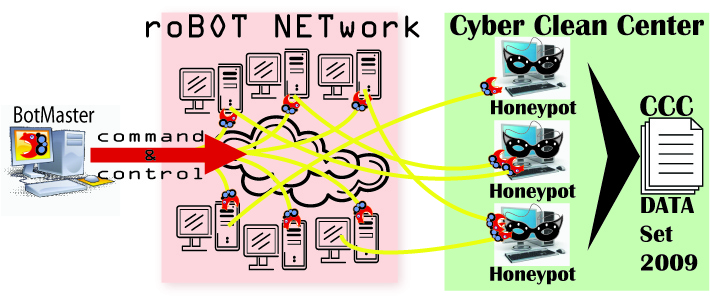 roBOT NETwork
Cyber Clean Center
BotMaster
command
&
control
Honeypot
Honeypot
Honeypot
CCC
DATA
Set
2009